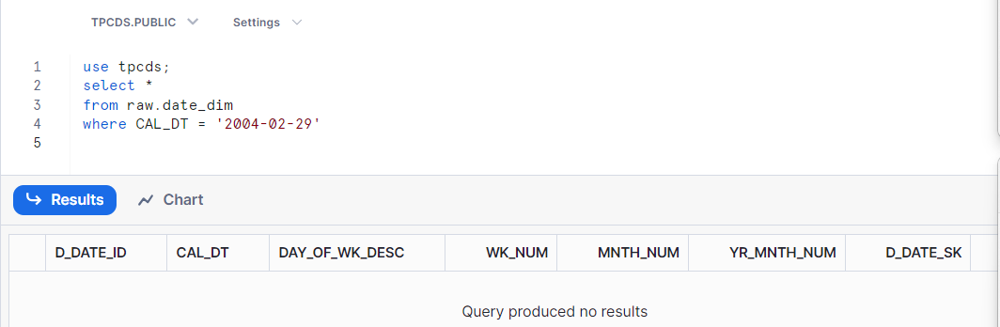 TPCDS.PUBLIC Settings
1 use tpcds;
2 select *
3 from raw.date_dim
4 where CAL_DT = '2004-02-29'
5
Results Chart
D_DATE_ID CAL_DT DAY_OF_WK_DESC WK_NUM MNTH_NUM YR_MNTH_NUM D_DATE_SK
Query produced no results